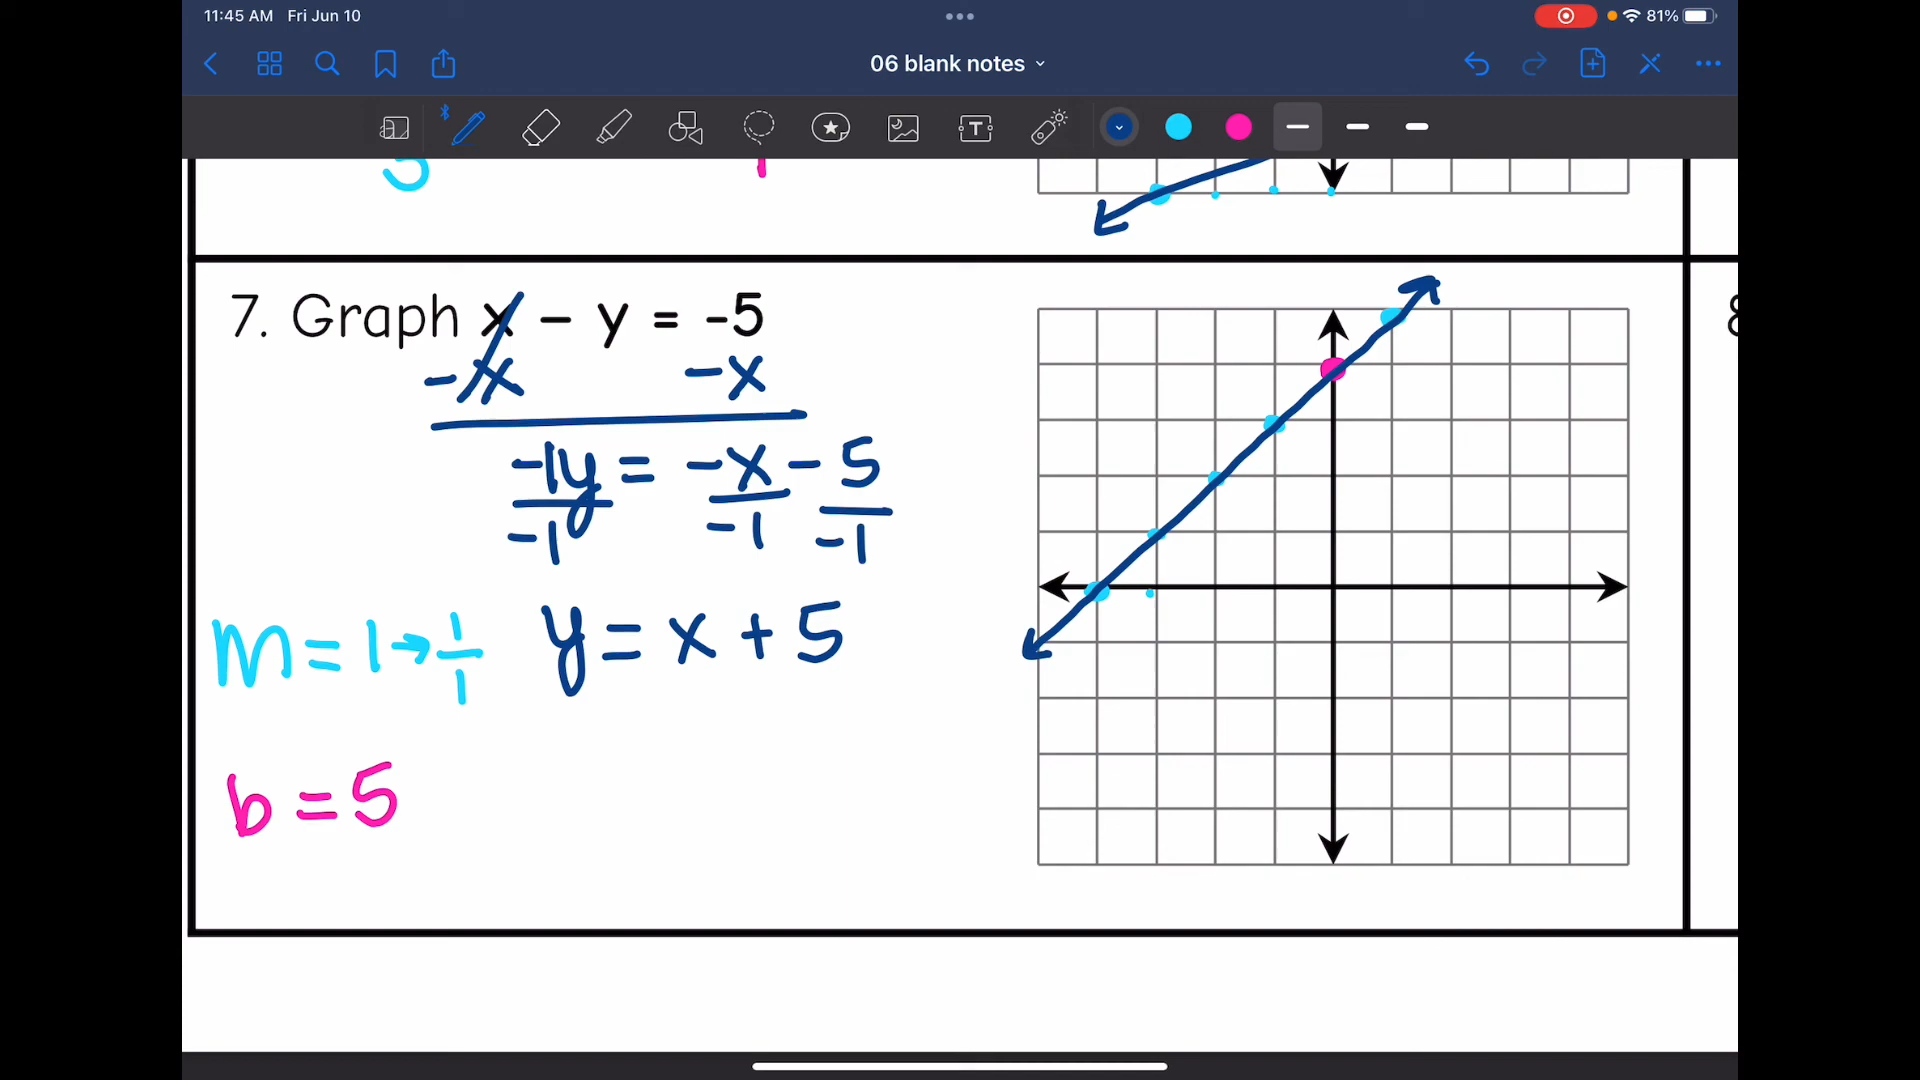 11:45 AM Fri Jun 10
81%
06 blank notes
T
7. Graph x - y = -5
-x -x
-1y = -x - 5
-1 -1 -1
y = x + 5
m = 1 → 1/1
b = 5